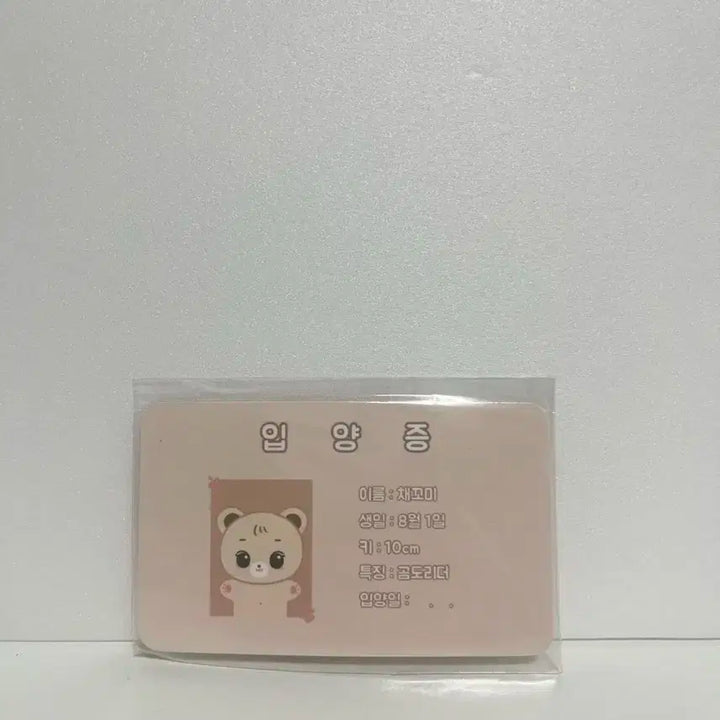 입 양 증
이름 : 채꼬미
생일 : 8월 1일
키 : 10cm
특징 : 곰도리더
입양일 : . .